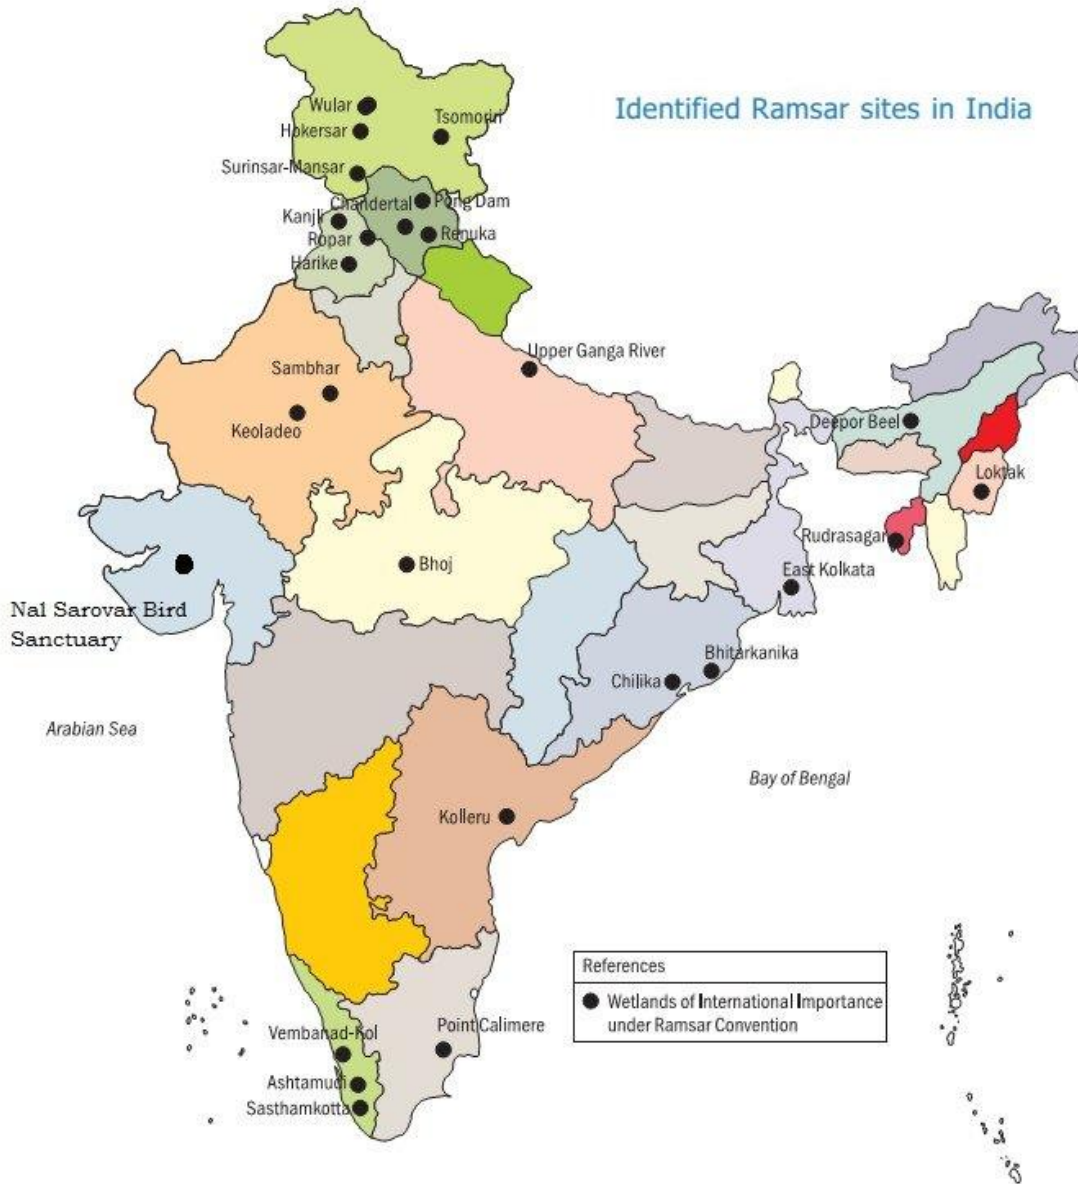 Identified Ramsar sites in India
Wular
Hokersar
Tsomoriri
Surinsar-Mansar
Chandertal
Pong Dam
Kanjli
Ropar
Renuka
Harike
Upper Ganga River
Sambhar
Keoladeo
Deepor Beel
Loktak
Rudrasagar
Bhoj
East Kolkata
Nal Sarovar Bird
Sanctuary
Bhitarkanika
Chilika
Arabian Sea
Bay of Bengal
Kolleru
References
Wetlands of International Importance
under Ramsar Convention
Vembanad-Kol
Point Calimere
Ashtamudi
Sasthamkotta